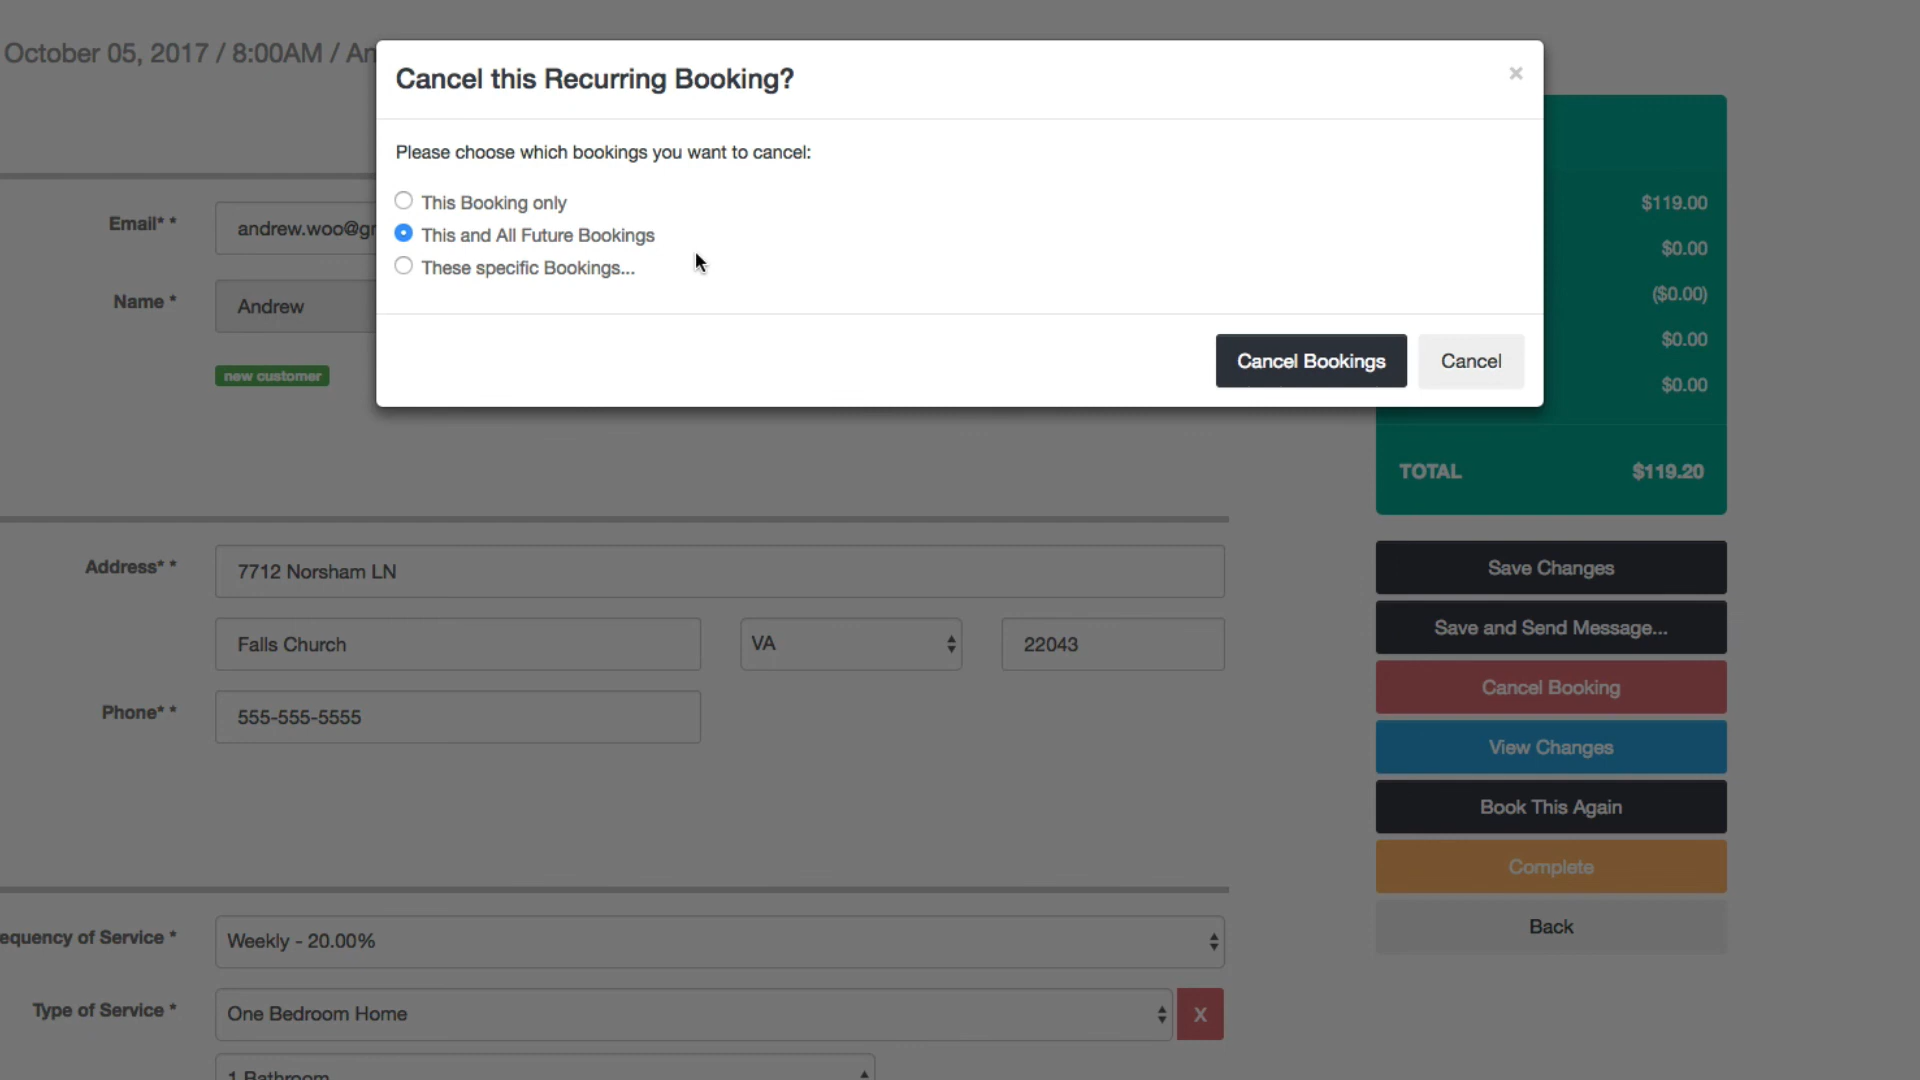 October 05, 2017 / 8:00AM / An
Cancel this Recurring Booking?
×
Please choose which bookings you want to cancel:
This Booking only
This and All Future Bookings
These specific Bookings...
Cancel Bookings
Cancel
Email* *
andrew.woo@gr
Name *
Andrew
new customer
$119.00
$0.00
($0.00)
$0.00
$0.00
TOTAL
$119.20
Address* *
7712 Norsham LN
Falls Church
VA
22043
Phone* *
555-555-5555
Save Changes
Save and Send Message...
Cancel Booking
View Changes
Book This Again
Complete
Back
equency of Service *
Weekly - 20.00%
Type of Service *
One Bedroom Home
X
1 Bathroom